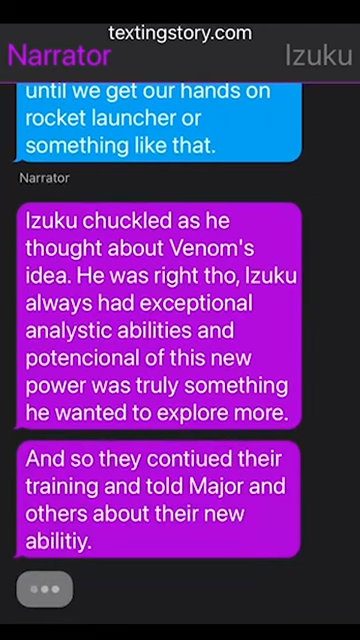 textingstory.com
Narrator
Izuku
until we get our hands on
rocket launcher or
something like that.
Narrator
Izuku chuckled as he
thought about Venom's
idea. He was right tho, Izuku
always had exceptional
analystic abilities and
potencional of this new
power was truly something
he wanted to explore more.
And so they contiued their
training and told Major and
others about their new
abilitiy.